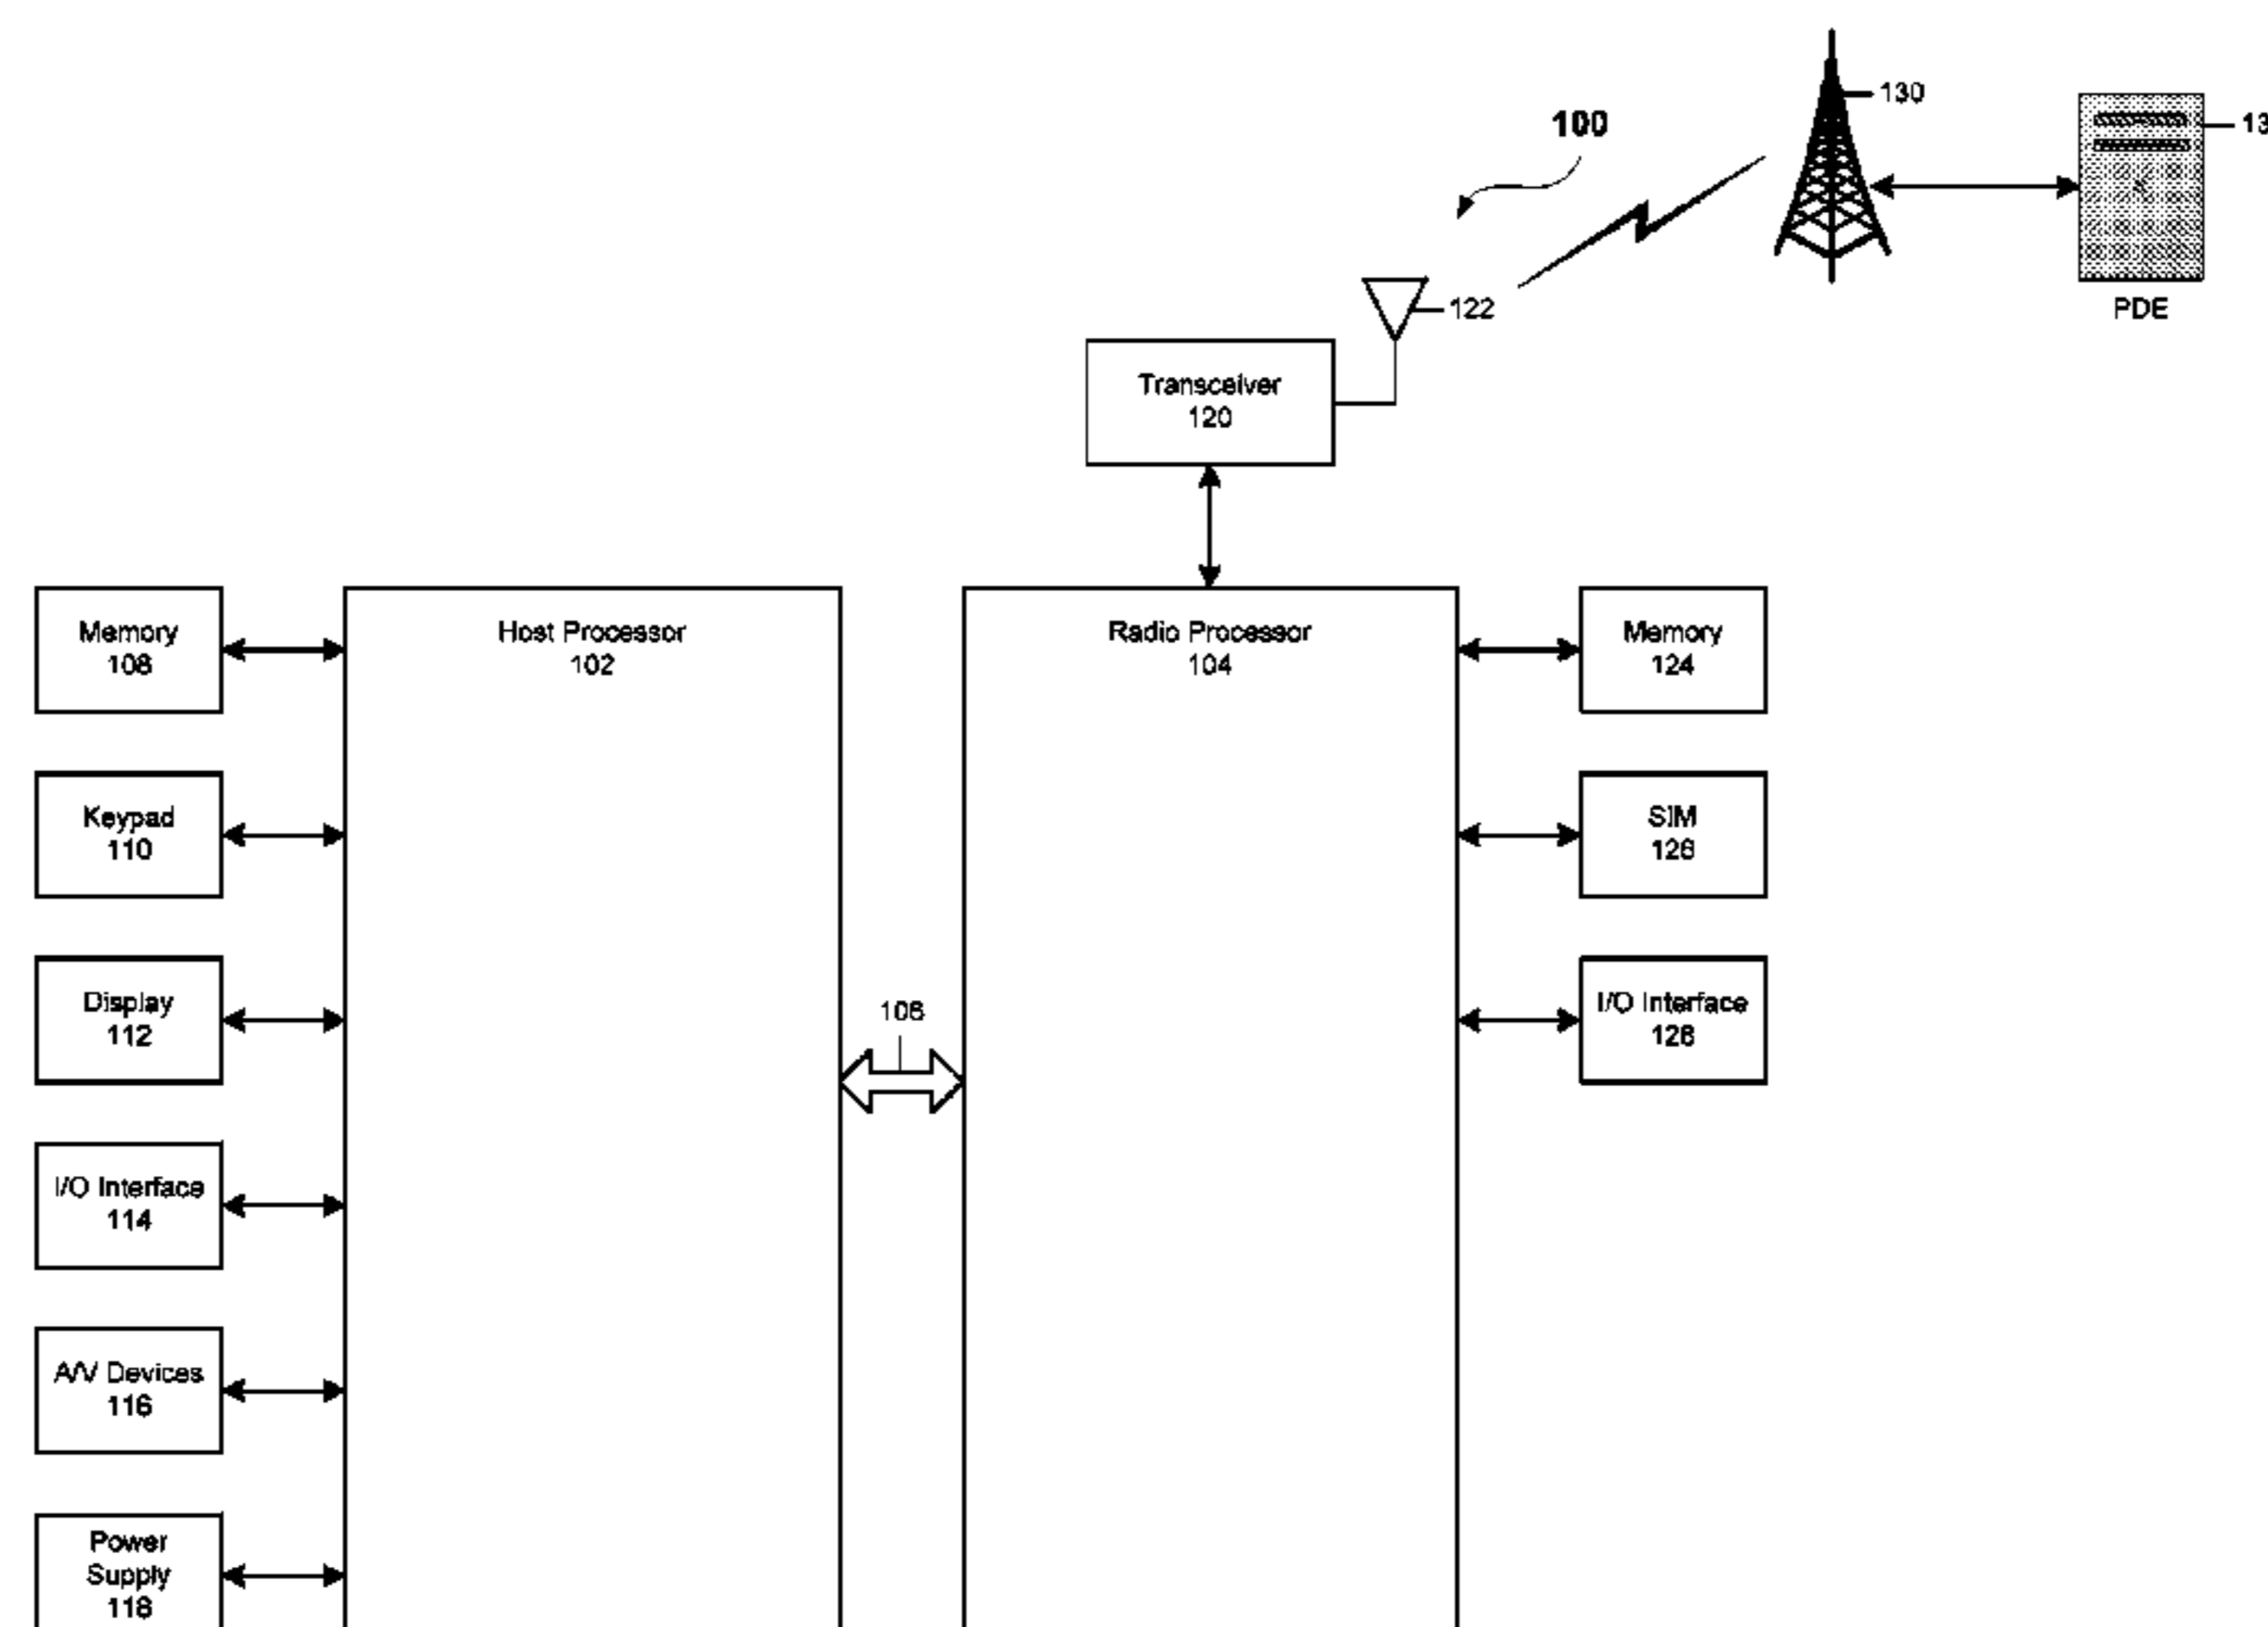 130
13
100
122
PDE
Transceiver
120
Memory
108
Host Processor
102
Radio Processor
104
Memory
124
Keypad
110
SIM
126
Display
112
106
I/O Interface
128
I/O Interface
114
A/V Devices
116
Power
Supply
118